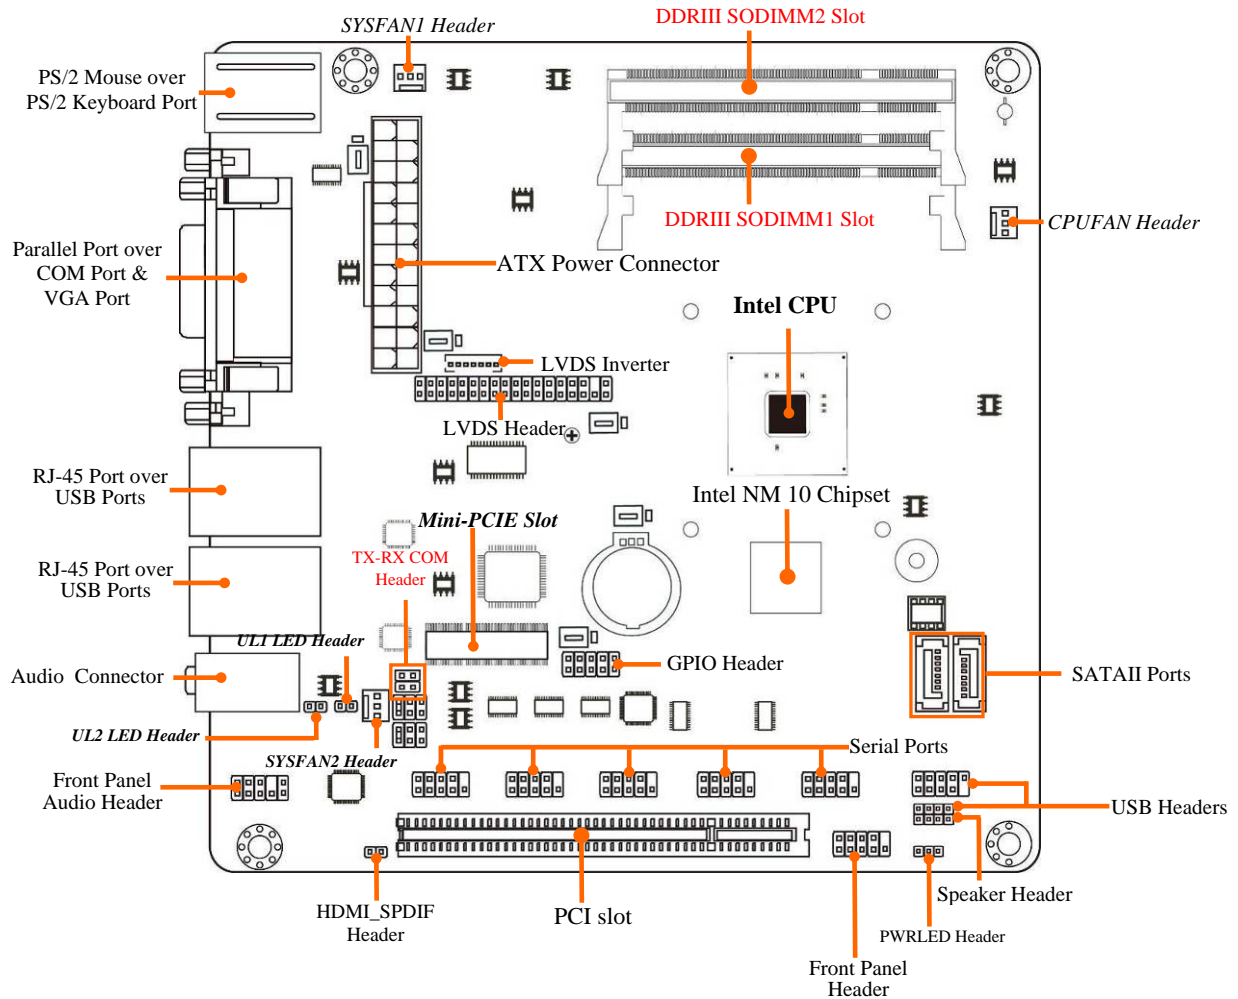 DDRIII SODIMM2 Slot
SYSFAN1 Header
PS/2 Mouse over
PS/2 Keyboard Port
DDRIII SODIMM1 Slot
CPUFAN Header
Parallel Port over
COM Port &
VGA Port
ATX Power Connector
Intel CPU
LVDS Inverter
LVDS Header
RJ-45 Port over
USB Ports
Intel NM 10 Chipset
Mini-PCIE Slot
TX-RX COM
Header
RJ-45 Port over
USB Ports
UL1 LED Header
GPIO Header
Audio Connector
SATAII Ports
UL2 LED Header
SYSFAN2 Header
Serial Ports
Front Panel
Audio Header
USB Headers
Speaker Header
HDMI_SPDIF
Header
PCI slot
PWRLED Header
Front Panel
Header